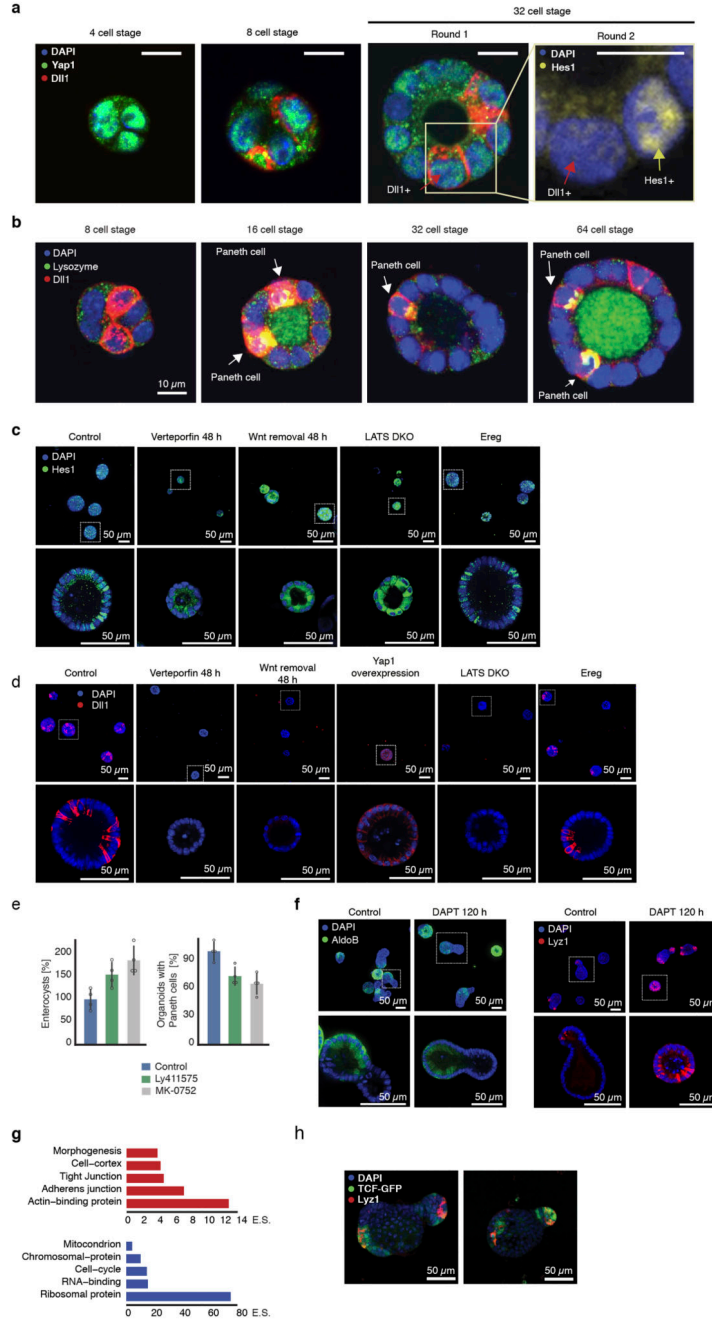 a
32 cell stage
4 cell stage
8 cell stage
Round 1
Round 2
DAPI
Yap1
Dll1
DAPI
Hes1
Dll1+
Dll1+
Hes1+
b
8 cell stage
16 cell stage
32 cell stage
64 cell stage
DAPI
Lysozyme
Dll1
10 µm
Paneth cell
Paneth cell
Paneth cell
Paneth cell
Paneth cell
c
Control
Verteporfin 48 h
Wnt removal 48 h
LATS DKO
Ereg
DAPI
Hes1
50 µm
50 µm
50 µm
50 µm
50 µm
50 µm
50 µm
50 µm
50 µm
50 µm
d
Control
Verteporfin 48 h
Wnt removal
48 h
Yap1
overexpression
LATS DKO
Ereg
DAPI
Dll1
50 µm
50 µm
50 µm
50 µm
50 µm
50 µm
50 µm
50 µm
50 µm
50 µm
50 µm
50 µm
e
Enterocysts [%]
200
150
100
50
0
Organoids with
Paneth cells [%]
100
80
60
40
20
0
Control
Ly411575
MK-0752
f
Control
DAPT 120 h
Control
DAPT 120 h
DAPI
AldoB
DAPI
Lyz1
50 µm
50 µm
50 µm
50 µm
50 µm
50 µm
50 µm
50 µm
g
Morphogenesis
Cell-cortex
Tight Junction
Adherens junction
Actin-binding protein
0 2 4 6 8 10 12 14 E.S.
Mitocondrion
Chromosomal-protein
Cell-cycle
RNA-binding
Ribosomal protein
0 20 40 60 80 E.S.
h
DAPI
TCF-GFP
Lyz1
50 µm
50 µm